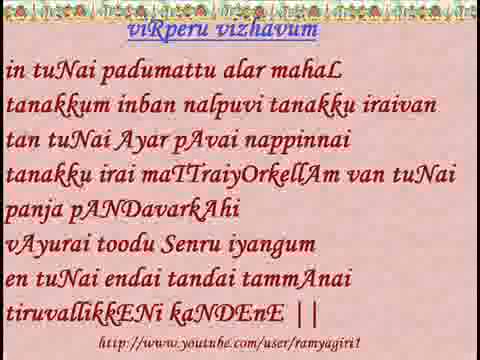 viRperu vizhavum
in tuNai padumattu alar mahaL
tanakkum inban nalpuvi tanakku iraivan
tan tuNai Ayar pAvai nappinnai
tanakku irai maTTraiyOrkellAm van tuNai
panja pANDavarkAhi
vAyurai toodu Senru iyangum
en tuNai endai tandai tammAnai
tiruvallikkENi kaNDEnE ||
http://www.youtube.com/user/ramyagiri1